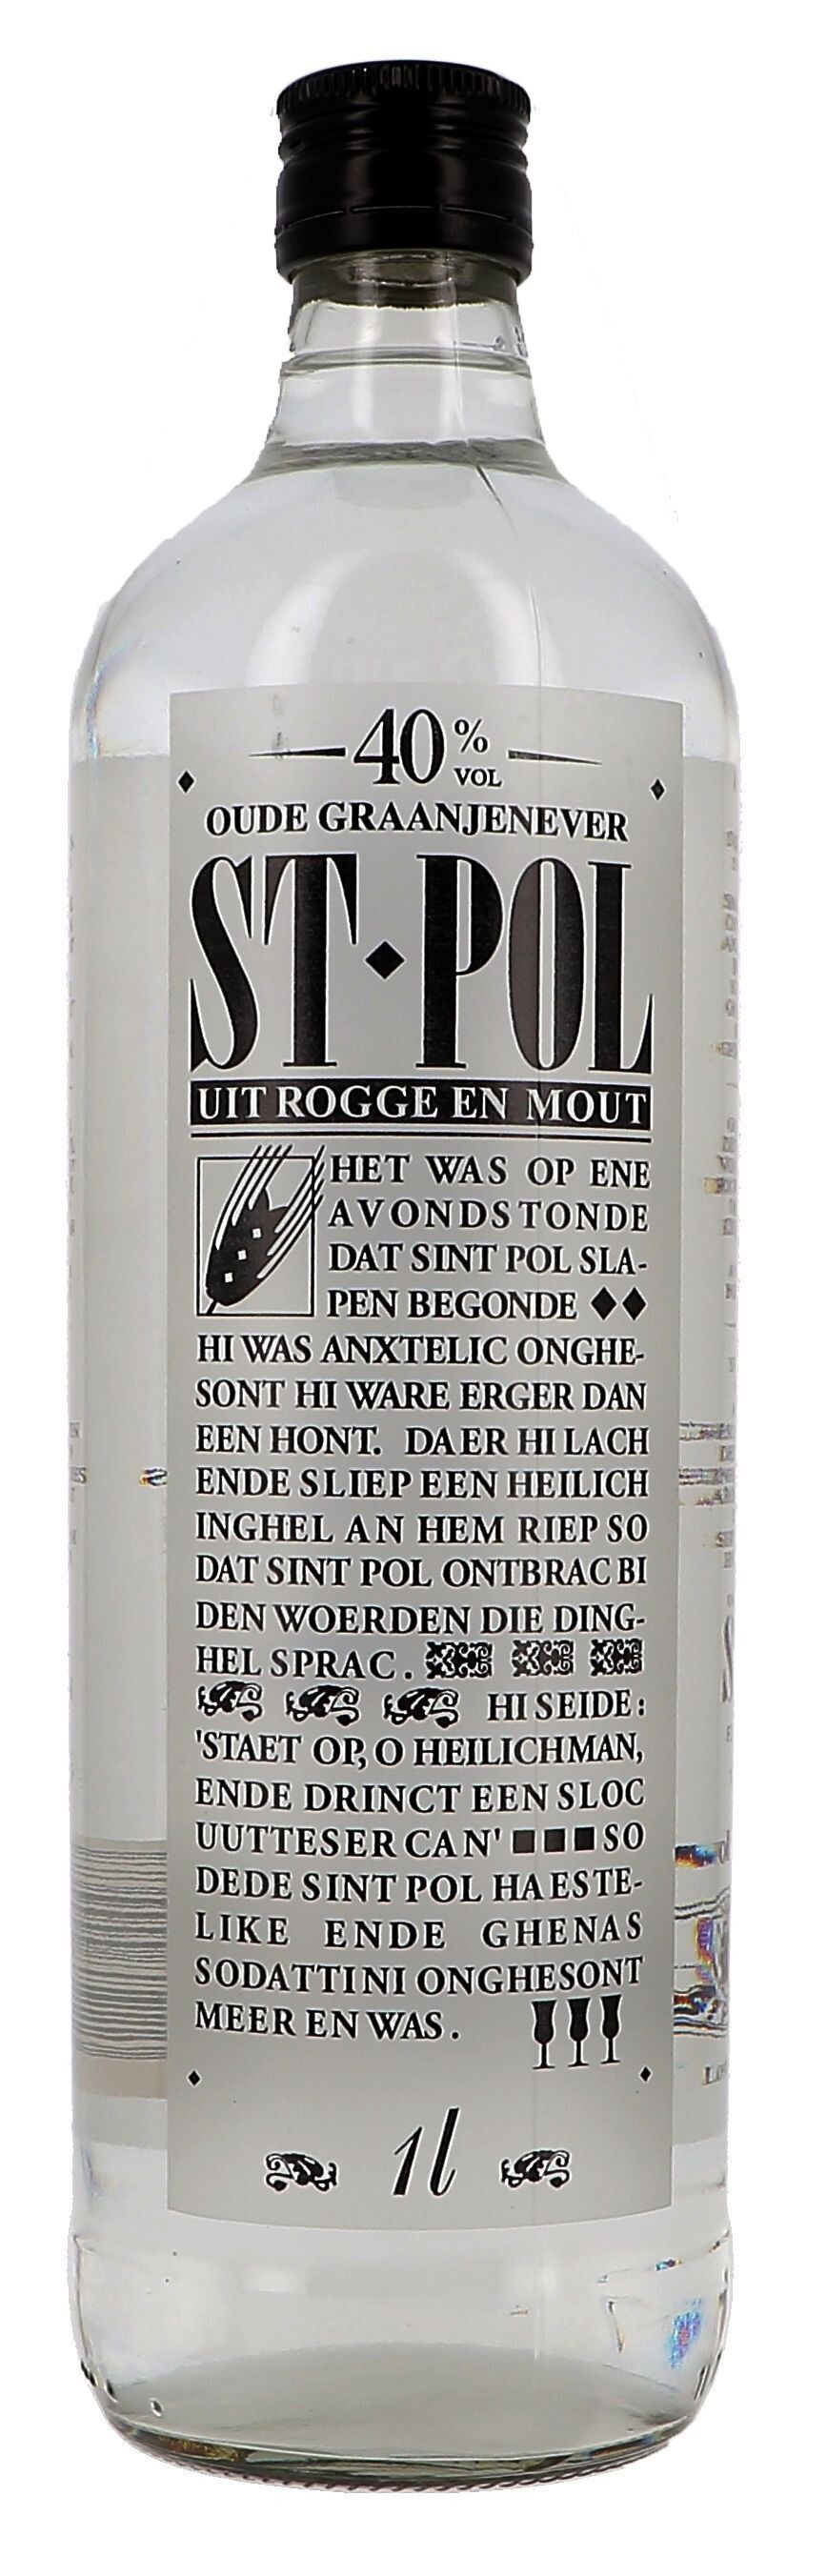 40 % VOL
OUDE GRAANJENEVER
ST·POL
UIT ROGGE EN MOUT
HET WAS OP ENE
AVONDSTONDE
DAT SINT POL SLA-
PEN BEGONDE
HI WAS ANXTELIC ONGHE-
SONT HI WARE ERGER DAN
EEN HONT. DAER HI LACH
ENDE SLIEP EEN HEILICH
INGHEL AN HEM RIEP SO
DAT SINT POL ONTBRAC BI
DEN WOERDEN DIE DING-
HEL SPRAC.
HI SEIDE:
'STAET OP, O HEILICHMAN,
ENDE DRINCT EEN SLOC
UUTTESER CAN' SO
DEDE SINT POL HAESTE-
LIKE ENDE GHENAS
SODATTINI ONGHESONT
MEER EN WAS.
1l